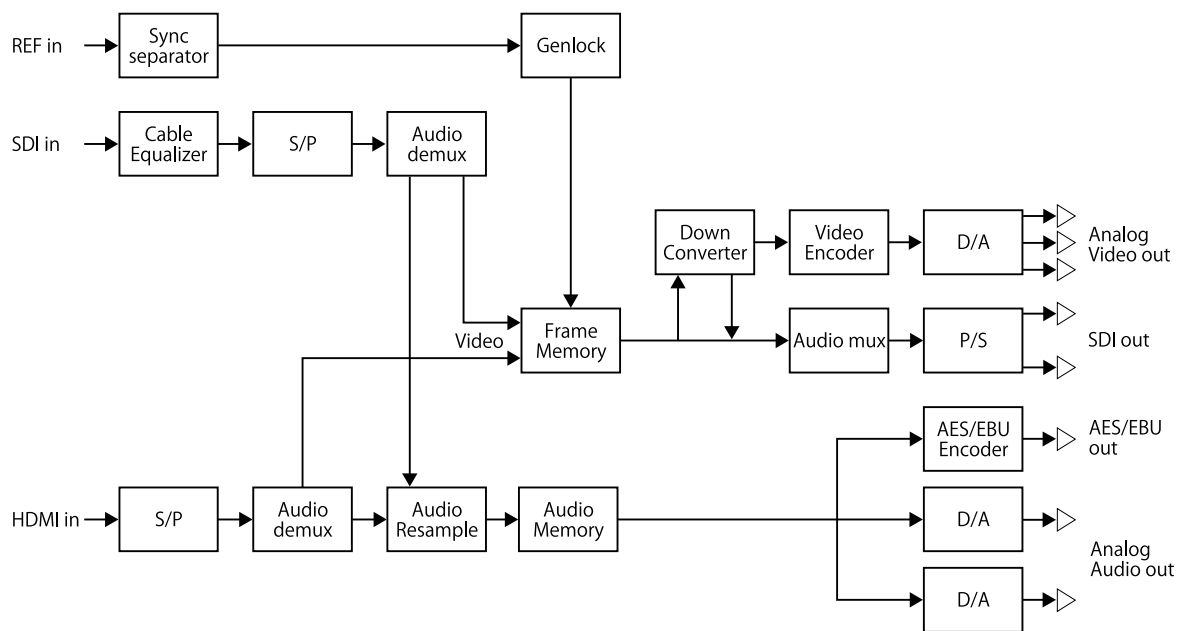 REF in
Sync
separator
Genlock
SDI in
Cable
Equalizer
S/P
Audio
demux
Down
Converter
Video
Encoder
D/A
Analog
Video out
Video
Frame
Memory
Audio mux
P/S
SDI out
AES/EBU
Encoder
AES/EBU
out
HDMI in
S/P
Audio
demux
Audio
Resample
Audio
Memory
D/A
Analog
Audio out
D/A